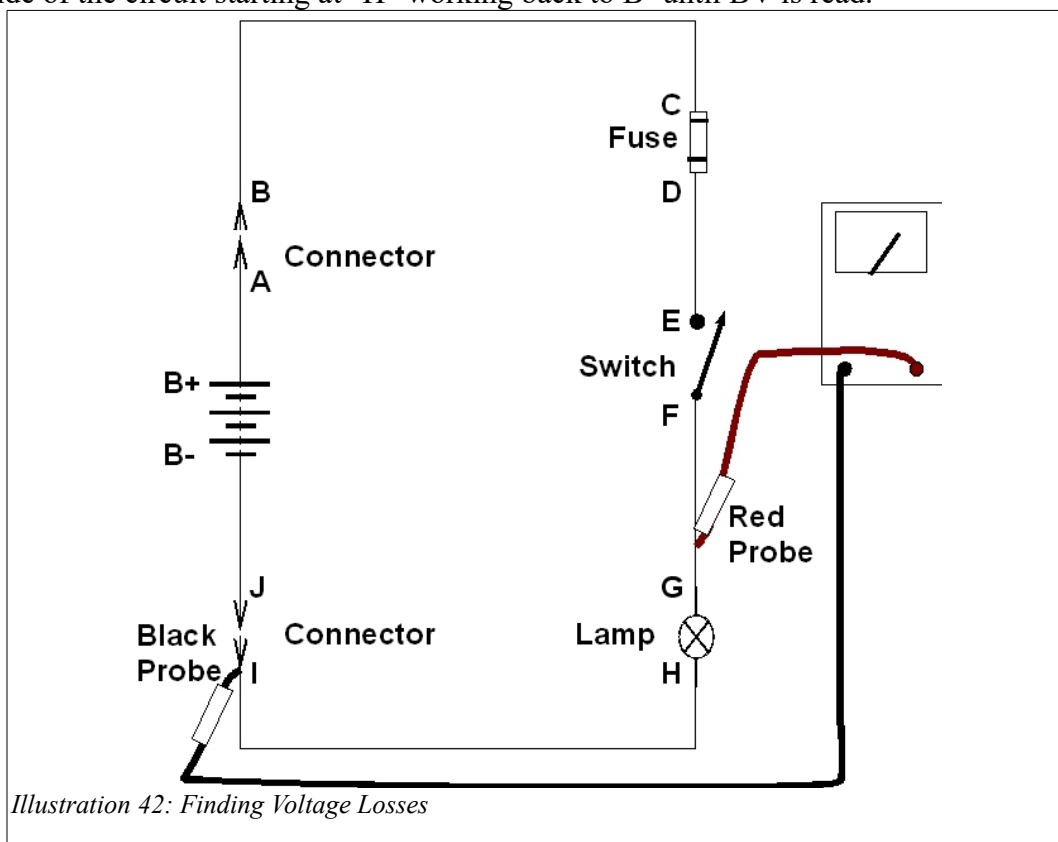 de of the circuit starting at "H" working back to B- until BV is read.
C
Fuse
D
B
Connector
A
E
Switch
F
B+
B-
Red
Probe
J
G
Black
Probe
Connector
Lamp
I
H
Illustration 42: Finding Voltage Losses